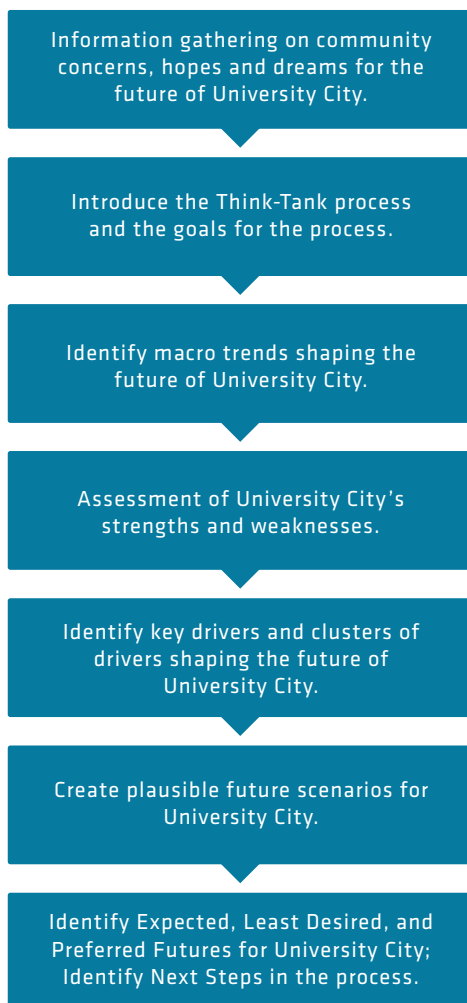 Information gathering on community
concerns, hopes and dreams for the
future of University City.
Introduce the Think-Tank process
and the goals for the process.
Identify macro trends shaping the
future of University City.
Assessment of University City’s
strengths and weaknesses.
Identify key drivers and clusters of
drivers shaping the future of
University City.
Create plausible future scenarios for
University City.
Identify Expected, Least Desired, and
Preferred Futures for University City;
Identify Next Steps in the process.